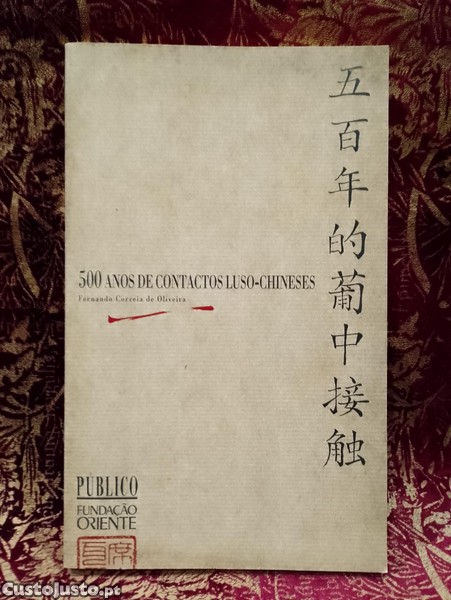 五百年的葡中接触
500 ANOS DE CONTACTOS LUSO-CHINESES
Fernando Correia de Oliveira
PÚBLICO
FUNDAÇÃO
ORIENTE
CustoJusto.pt